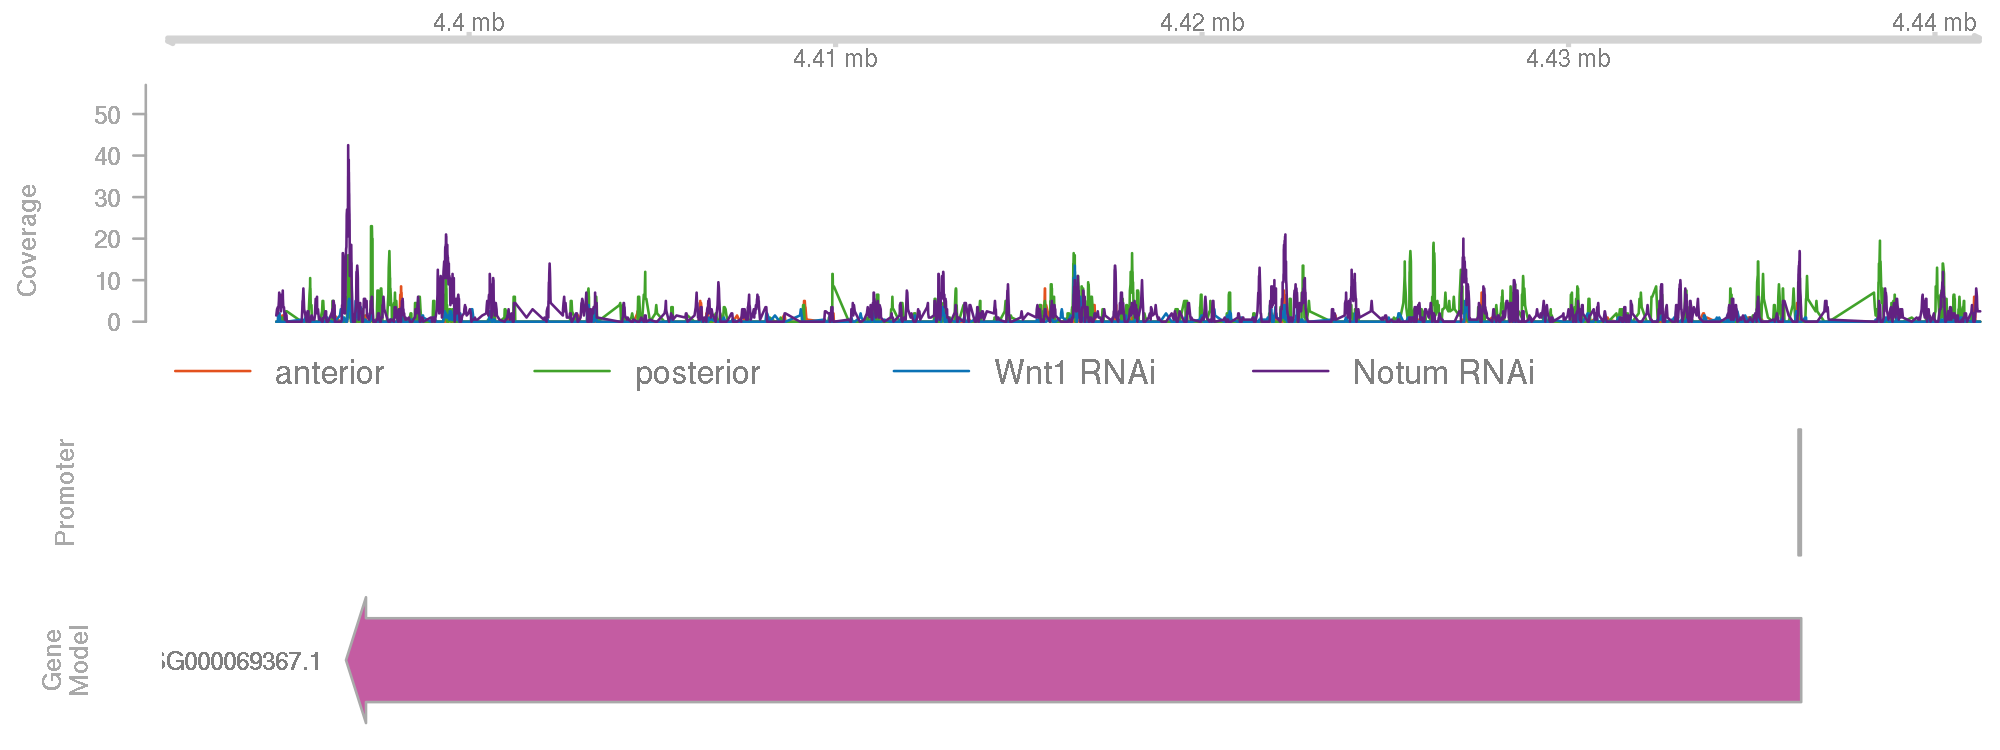 4.4 mb
4.42 mb
4.44 mb
4.41 mb
4.43 mb
Coverage
50
40
30
20
10
0
anterior
posterior
Wnt1 RNAi
Notum RNAi
Promoter
Gene
Model
G000069367.1